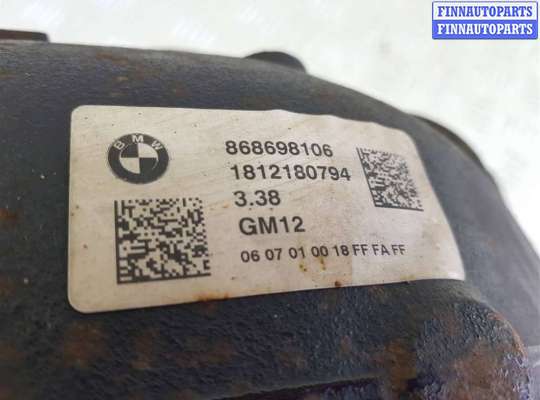 FINNAUTOPARTS
FINNAUTOPARTS
BMW
868698106
1812180794
3.38
GM12
06 07 01 00 18 FF FA FF